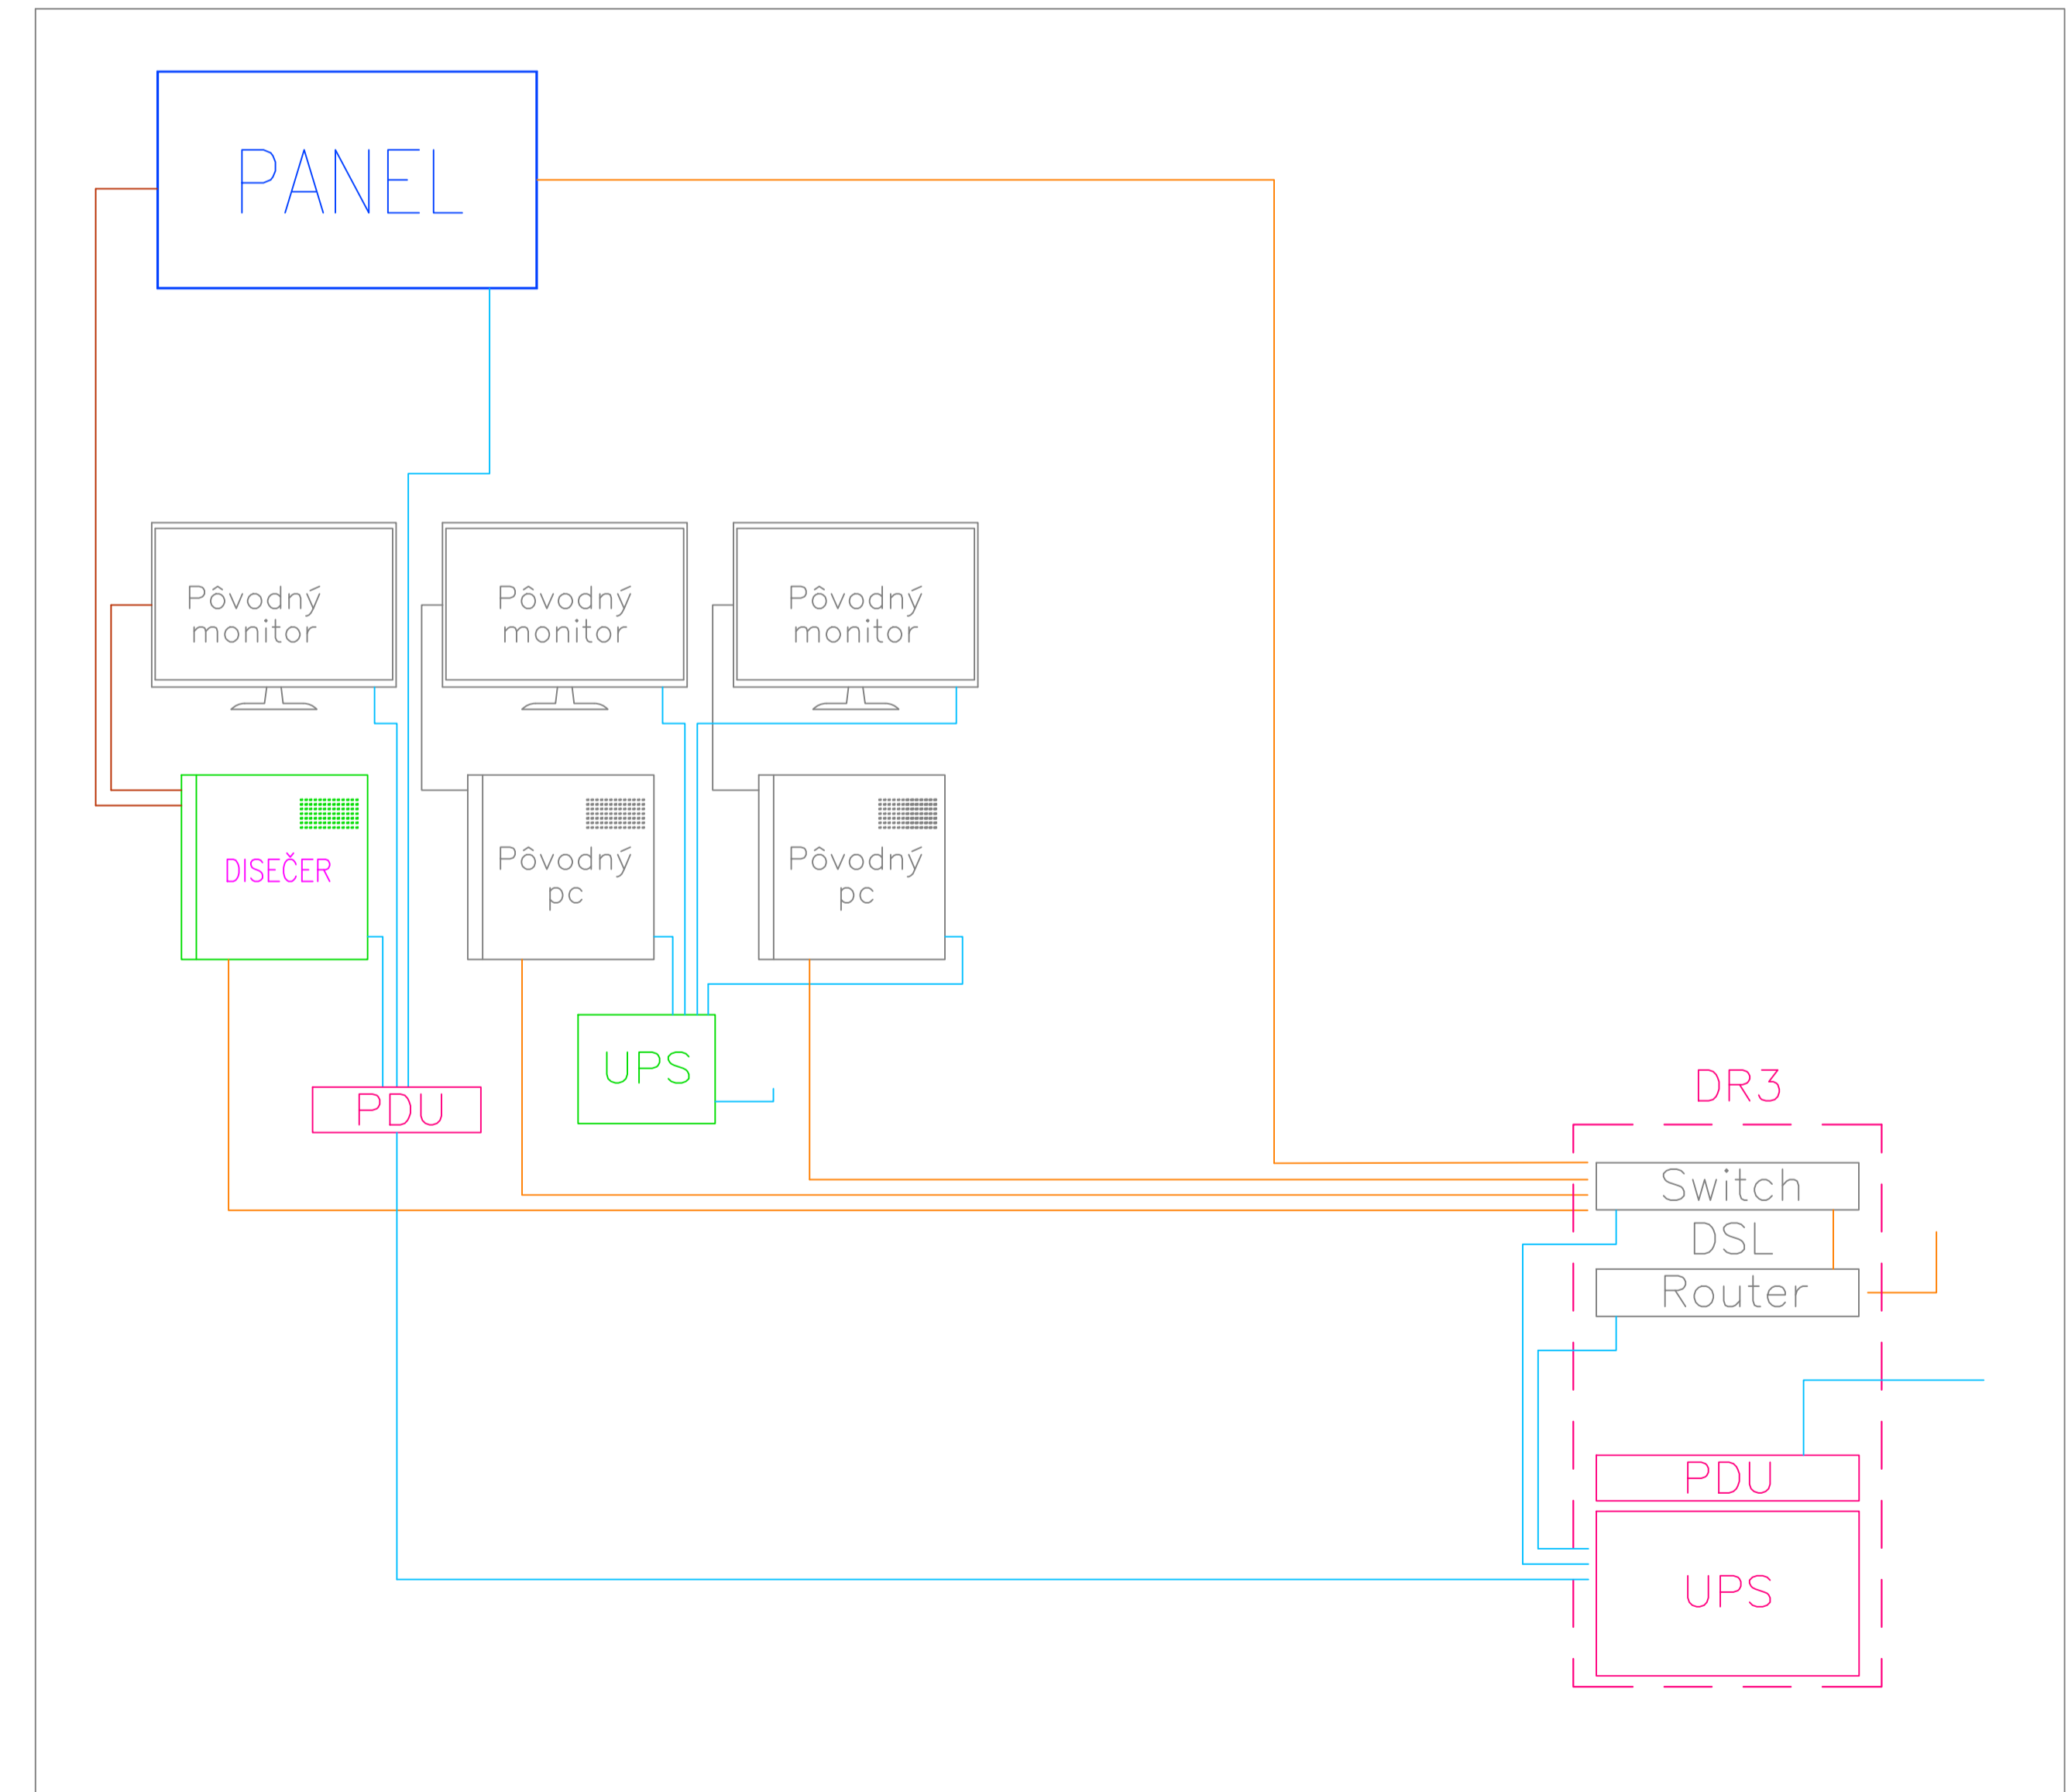 PANEL
Pôvodný
monitor
Pôvodný
monitor
Pôvodný
monitor
DISEČER
Pôvodný
pc
Pôvodný
pc
UPS
PDU
DR3
Switch
DSL
Router
PDU
UPS